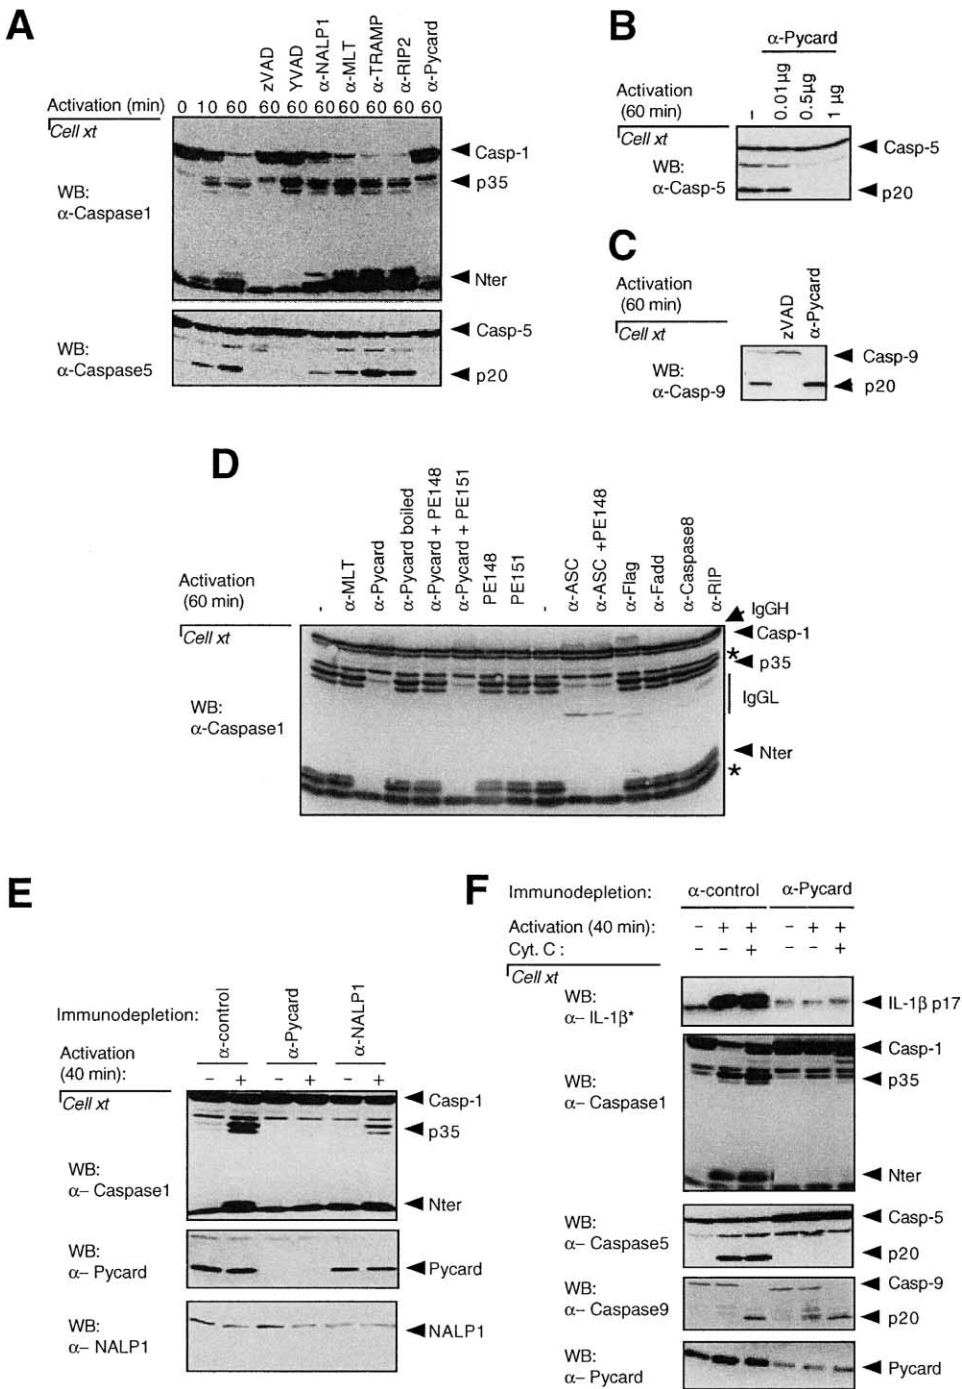 A
zVAD
YVAD
α-NALP1
α-MLT
α-TRAMP
α-RIP2
α-Pycard
Activation (min) 0 10 60 60 60 60 60 60 60 60
Cell xt
WB:
α-Caspase1
Casp-1
p35
Nter
WB:
α-Caspase5
Casp-5
p20
B
α-Pycard
Activation
(60 min)
-
0.01µg
0.5µg
1 µg
Cell xt
WB:
α-Casp-5
Casp-5
p20
C
Activation
(60 min)
zVAD
α-Pycard
Cell xt
WB:
α-Casp-9
Casp-9
p20
D
Activation
(60 min)
-
α-MLT
α-Pycard
α-Pycard boiled
α-Pycard + PE148
α-Pycard + PE151
PE148
PE151
-
α-ASC
α-ASC +PE148
α-Flag
α-Fadd
α-Caspase8
α-RIP
Cell xt
WB:
α-Caspase1
IgGH
Casp-1
*
p35
IgGL
Nter
*
E
Immunodepletion:
α-control
α-Pycard
α-NALP1
Activation
(40 min): - + - + - +
Cell xt
WB:
α– Caspase1
Casp-1
p35
Nter
WB:
α– Pycard
Pycard
WB:
α– NALP1
NALP1
F
Immunodepletion: α-control α-Pycard
Activation (40 min): - + + - + +
Cyt. C : - - + - - +
Cell xt
WB:
α– IL-1β*
IL-1β p17
WB:
α– Caspase1
Casp-1
p35
Nter
WB:
α– Caspase5
Casp-5
p20
WB:
α– Caspase9
Casp-9
p20
WB:
α– Pycard
Pycard